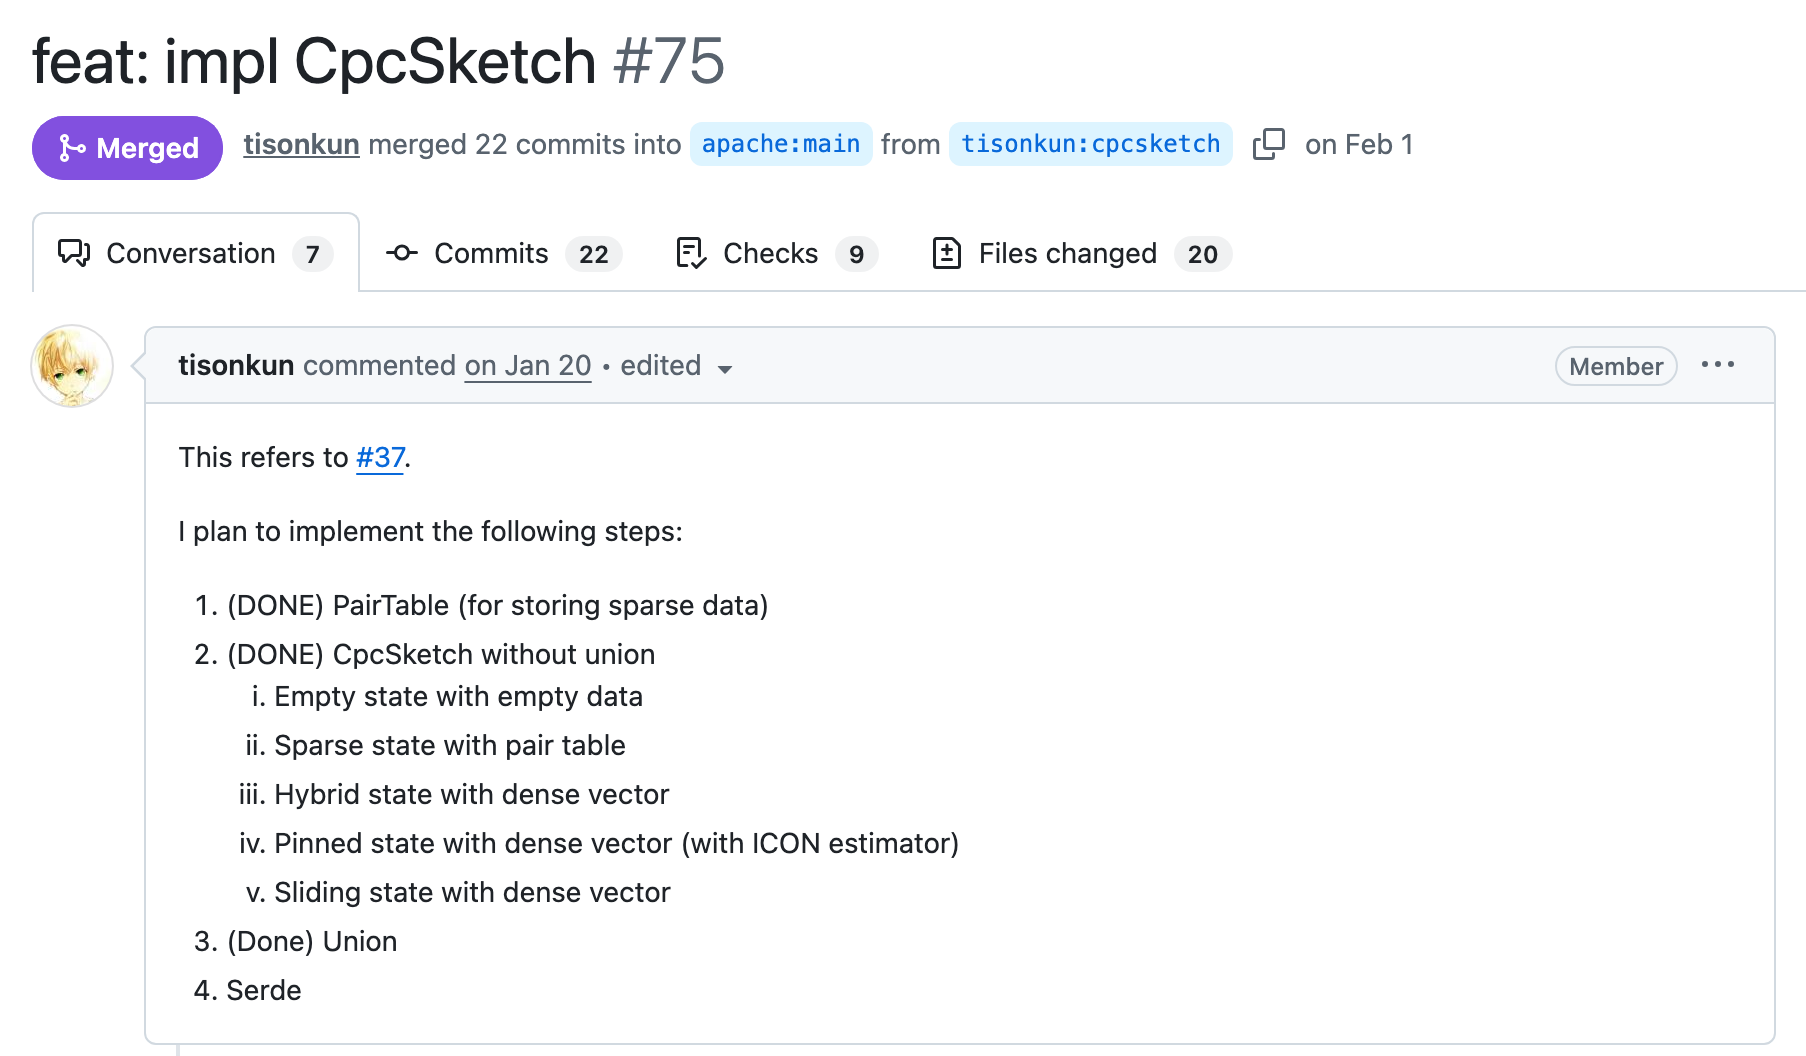 feat: impl CpcSketch #75
Merged tisonkun merged 22 commits into apache:main from tisonkun:cpcsketch on Feb 1
Conversation 7 Commits 22 Checks 9 Files changed 20
tisonkun commented on Jan 20 • edited Member
This refers to #37.
I plan to implement the following steps:
1. (DONE) PairTable (for storing sparse data)
2. (DONE) CpcSketch without union
i. Empty state with empty data
ii. Sparse state with pair table
iii. Hybrid state with dense vector
iv. Pinned state with dense vector (with ICON estimator)
v. Sliding state with dense vector
3. (Done) Union
4. Serde